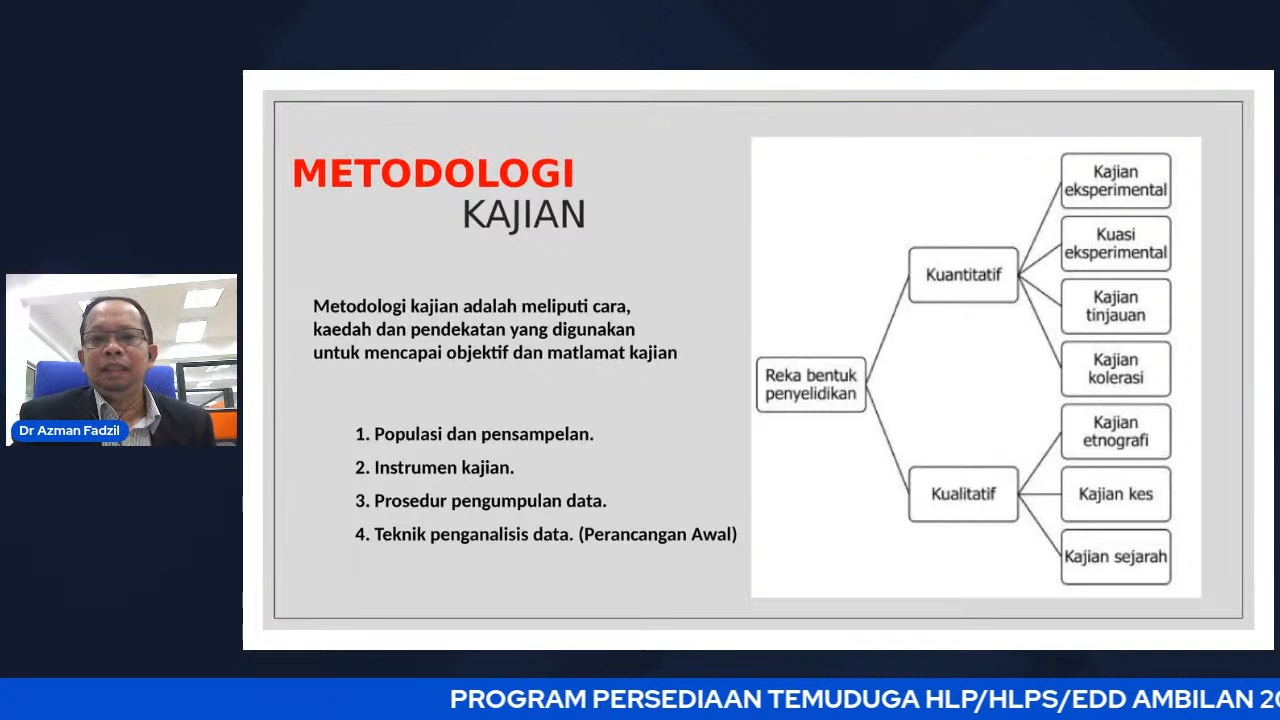 METODOLOGI
KAJIAN
Metodologi kajian adalah meliputi cara,
kaedah dan pendekatan yang digunakan
untuk mencapai objektif dan matlamat kajian
1. Populasi dan pensampelan.
2. Instrumen kajian.
3. Prosedur pengumpulan data.
4. Teknik penganalisis data. (Perancangan Awal)
Reka bentuk
penyelidikan
Kuantitatif
Kajian
eksperimental
Kuasi
eksperimental
Kajian
tinjauan
Kajian
kolerasi
Kualitatif
Kajian
etnografi
Kajian kes
Kajian sejarah
Dr Azman Fadzil
PROGRAM PERSEDIAAN TEMUDUGA HLP/HLPS/EDD AMBILAN